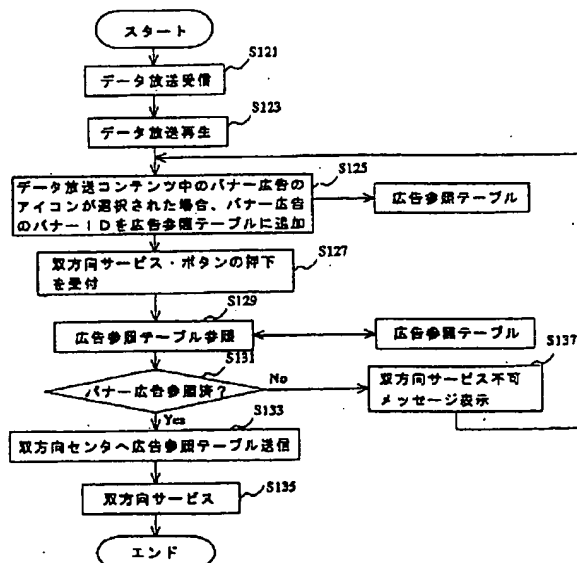 スタート
S121
データ放送受信
S123
データ放送再生
S125
データ放送コンテンツ中のバナー広告の
アイコンが選択された場合、バナー広告
のバナーIDを広告参照テーブルに追加
広告参照テーブル
S127
双方向サービス・ボタンの押下
を受付
S129
広告参照テーブル参照
広告参照テーブル
S131
バナー広告参照済?
No
S137
双方向サービス不可
メッセージ表示
Yes
S133
双方向センタへ広告参照テーブル送信
S135
双方向サービス
エンド